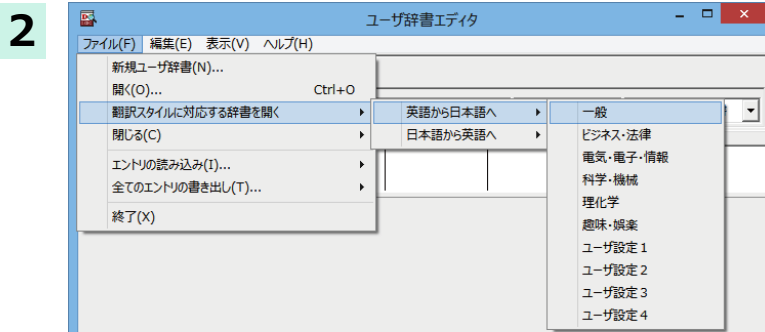 2
ユーザ辞書エディタ
ファイル(F) 編集(E) 表示(V) ヘルプ(H)
新規ユーザ辞書(N)...
開く(O)... Ctrl+O
翻訳スタイルに対応する辞書を開く
閉じる(C)
エントリの読み込み(I)...
全てのエントリの書き出し(T)...
終了(X)
英語から日本語へ
日本語から英語へ
一般
ビジネス・法律
電気・電子・情報
科学・機械
理化学
趣味・娯楽
ユーザ設定 1
ユーザ設定 2
ユーザ設定 3
ユーザ設定 4